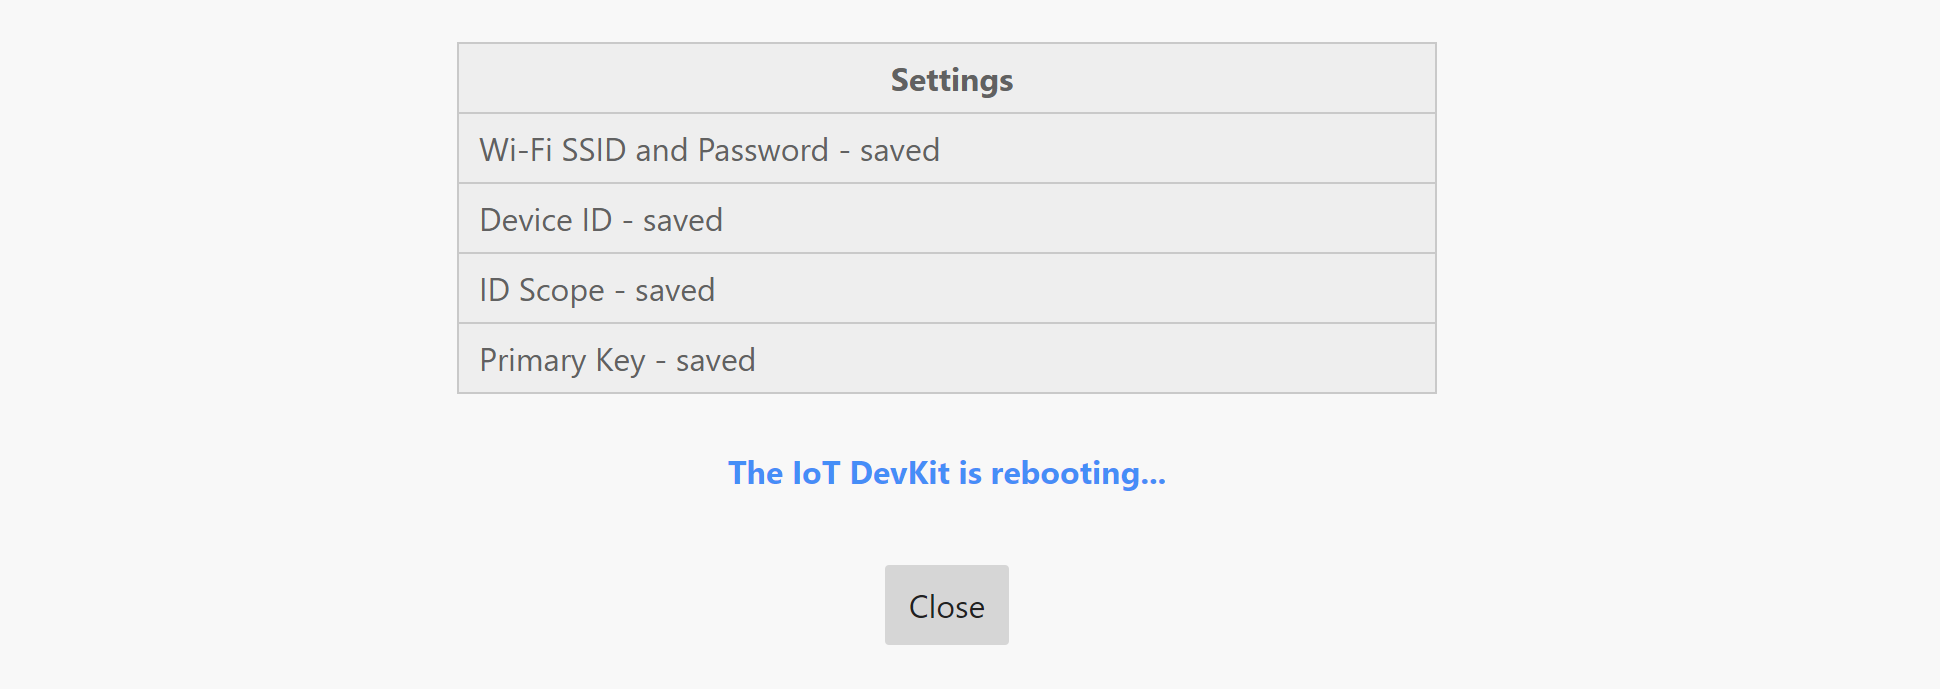 Settings
Wi-Fi SSID and Password - saved
Device ID - saved
ID Scope - saved
Primary Key - saved
The IoT DevKit is rebooting...
Close